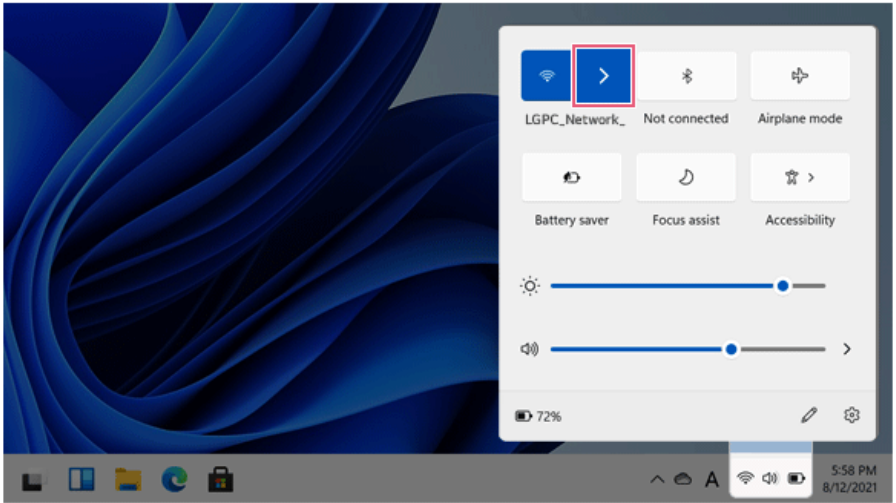 LGPC_Network_ Not connected Airplane mode
Battery saver Focus assist Accessibility
72%
A
5:58 PM
8/12/2021